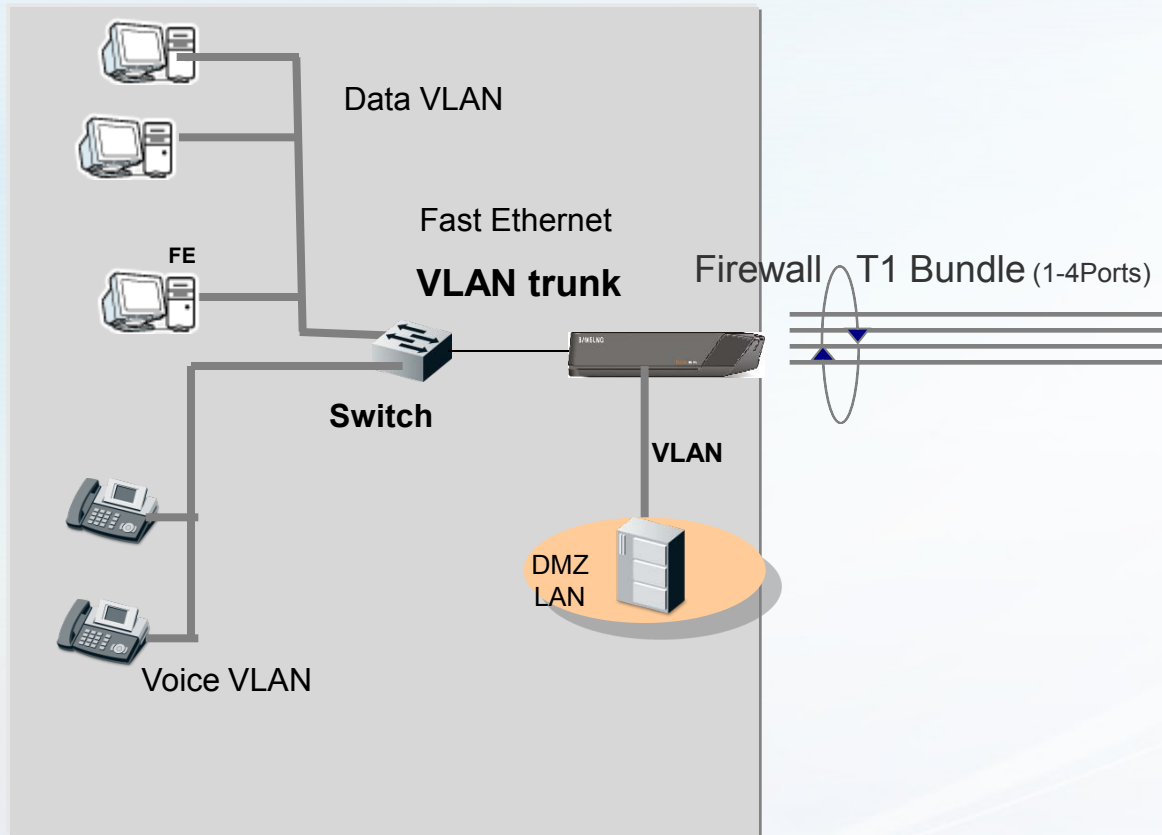 Data VLAN
Fast Ethernet
FE
VLAN trunk
Firewall
T1 Bundle (1-4Ports)
Switch
VLAN
DMZ
LAN
Voice VLAN